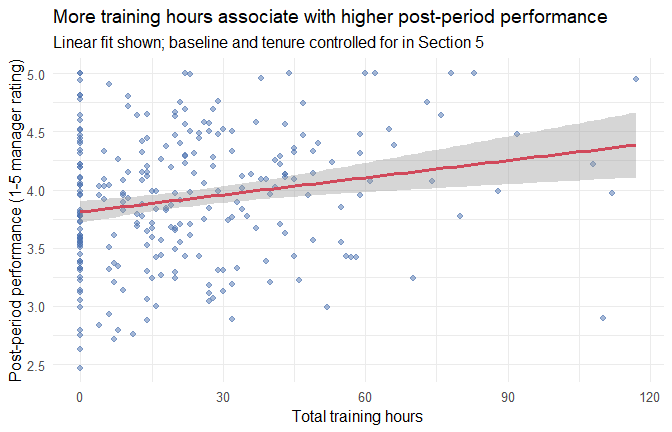 More training hours associate with higher post-period performance
Linear fit shown; baseline and tenure controlled for in Section 5
Post-period performance (1-5 manager rating)
5.0
4.5
4.0
3.5
3.0
2.5
0
30
60
90
120
Total training hours